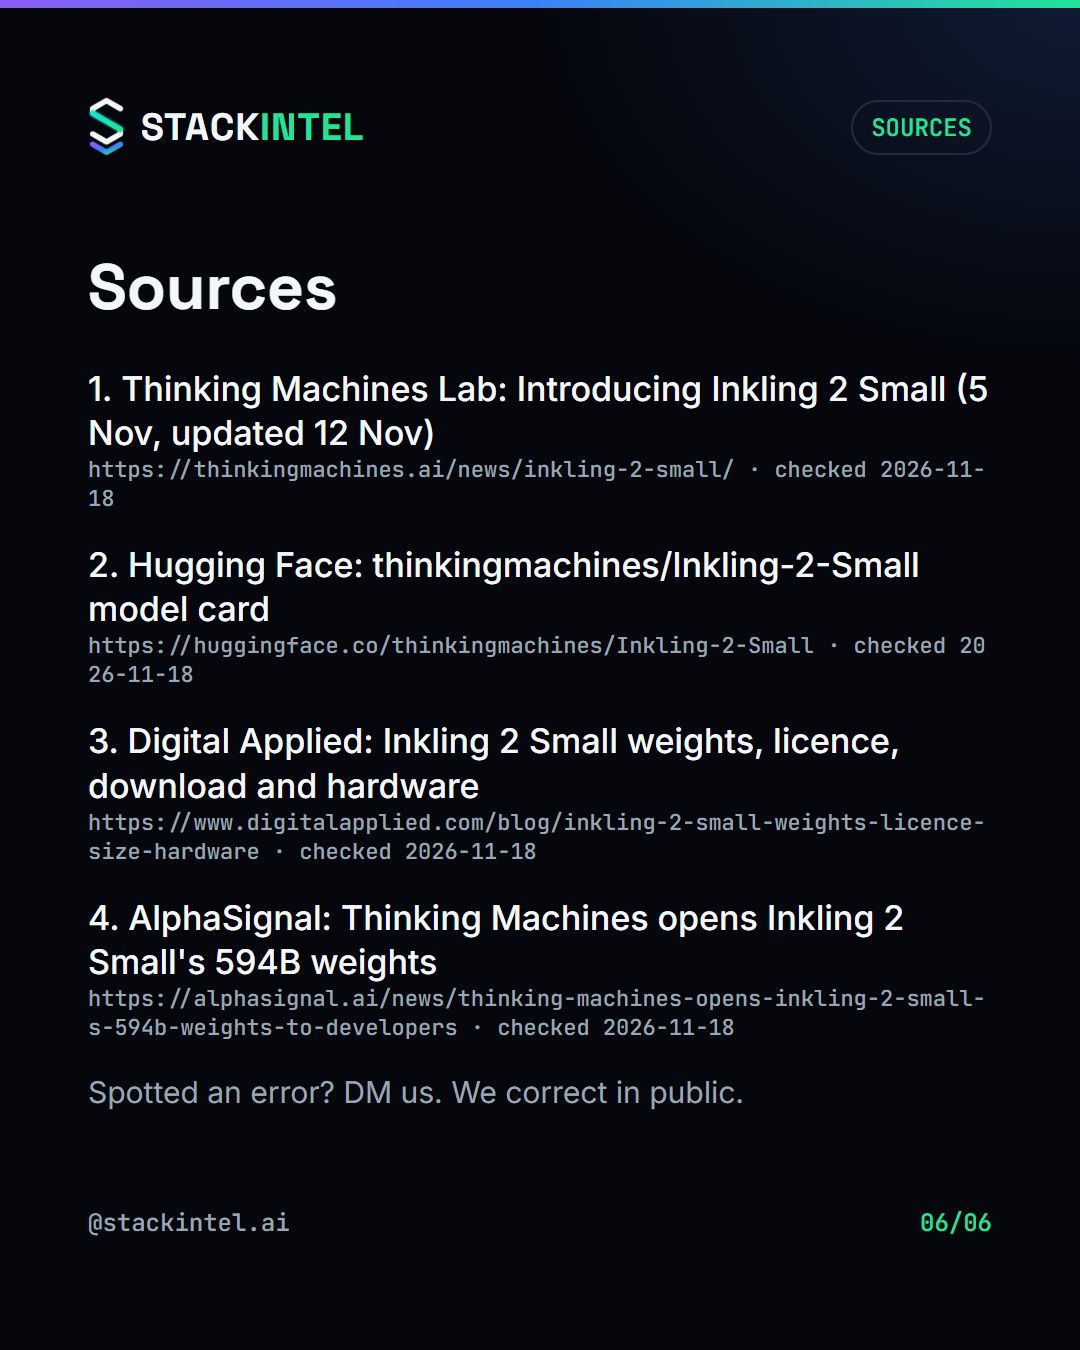 STACKINTEL
SOURCES
Sources
1. Thinking Machines Lab: Introducing Inkling 2 Small (5
Nov, updated 12 Nov)
https://thinkingmachines.ai/news/inkling-2-small/ · checked 2026-11-
18
2. Hugging Face: thinkingmachines/Inkling-2-Small
model card
https://huggingface.co/thinkingmachines/Inkling-2-Small · checked 20
26-11-18
3. Digital Applied: Inkling 2 Small weights, licence,
download and hardware
https://www.digitalapplied.com/blog/inkling-2-small-weights-licence-
size-hardware · checked 2026-11-18
4. AlphaSignal: Thinking Machines opens Inkling 2
Small's 594B weights
https://alphasignal.ai/news/thinking-machines-opens-inkling-2-small-
s-594b-weights-to-developers · checked 2026-11-18
Spotted an error? DM us. We correct in public.
@stackintel.ai
06/06